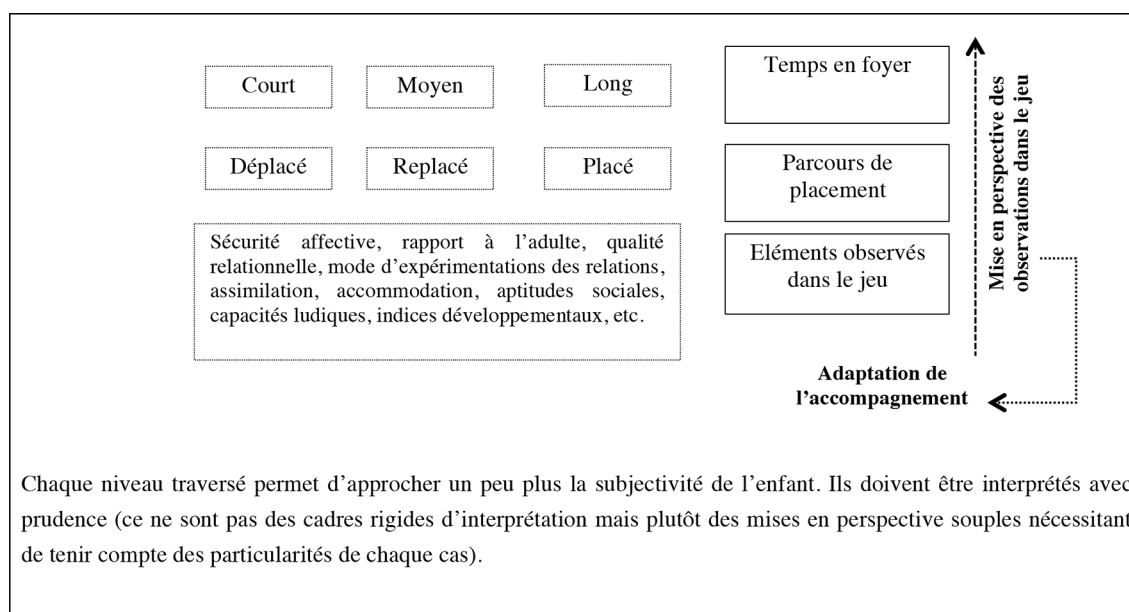 Court
Moyen
Long
Temps en foyer
Déplacé
Replacé
Placé
Parcours de
placement
Sécurité affective, rapport à l’adulte, qualité
relationnelle, mode d’expérimentations des relations,
assimilation, accommodation, aptitudes sociales,
capacités ludiques, indices développementaux, etc.
Eléments observés
dans le jeu
Mise en perspective des
observations dans le jeu
Adaptation de
l’accompagnement
Chaque niveau traversé permet d’approcher un peu plus la subjectivité de l’enfant. Ils doivent être interprétés avec
prudence (ce ne sont pas des cadres rigides d’interprétation mais plutôt des mises en perspective souples nécessitant
de tenir compte des particularités de chaque cas).